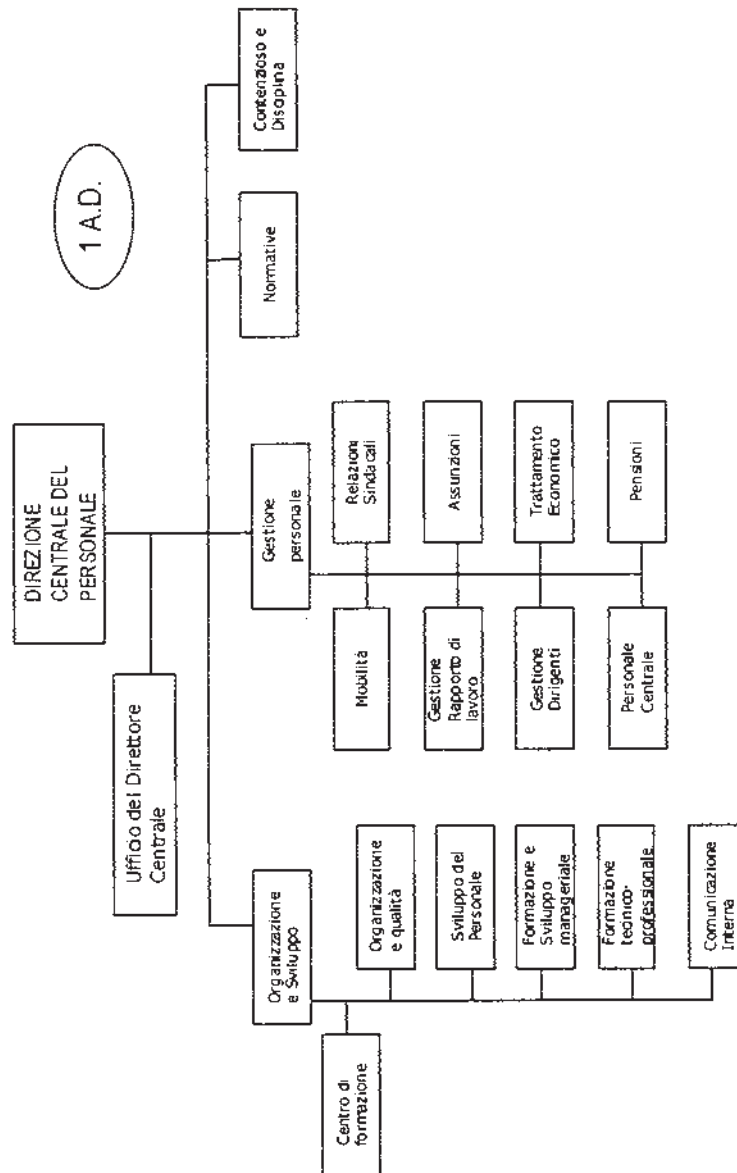 1 A.D.
DIREZIONE
CENTRALE DEL
PERSONALE
Ufficio del Direttore
Centrale
Organizzazione
e Sviluppo
Gestione
personale
Normative
Contenzioso e
Disciplina
Centro di
formazione
Organizzazione
e qualità
Sviluppo del
Personale
Formazione e
Sviluppo
manageriale
Formazione
tecnico-
professionale
Comunicazione
Interna
Mobilità
Relazioni
Sindacali
Gestione
Rapporto di
lavoro
Assunzioni
Gestione
Dirigenti
Trattamento
Economico
Personale
Centrale
Pensioni